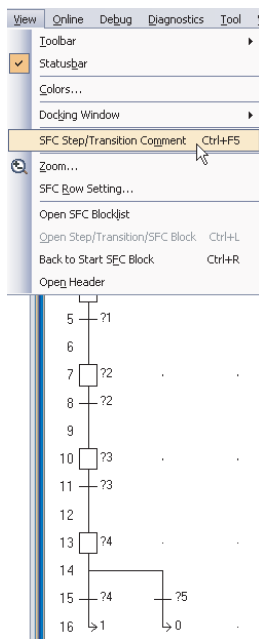 View Online Debug Diagnostics Tool
Toolbar
Statusbar
Colors...
Docking Window
SFC Step/Transition Comment Ctrl+F5
Zoom...
SFC Row Setting...
Open SFC Blocklist
Open Step/Transition/SFC Block Ctrl+L
Back to Start SFC Block Ctrl+R
Open Header
5 ?1
6
7 ?2
8 ?2
9
10 ?3
11 ?3
12
13 ?4
14
15 ?4 ?5
16 1 0